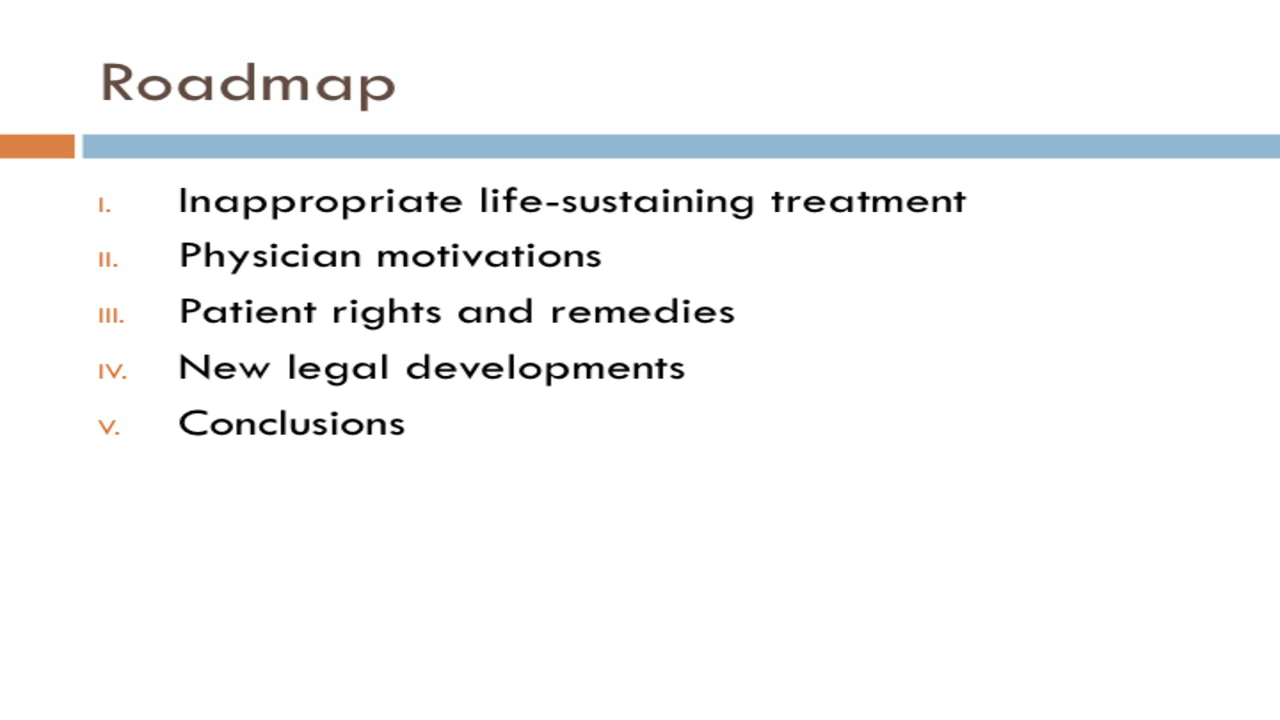 Roadmap
I. Inappropriate life-sustaining treatment
II. Physician motivations
III. Patient rights and remedies
IV. New legal developments
V. Conclusions